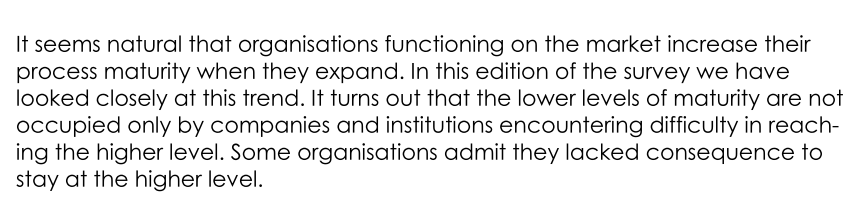 It seems natural that organisations functioning on the market increase their
process maturity when they expand. In this edition of the survey we have
looked closely at this trend. It turns out that the lower levels of maturity are not
occupied only by companies and institutions encountering difficulty in reach-
ing the higher level. Some organisations admit they lacked consequence to
stay at the higher level.